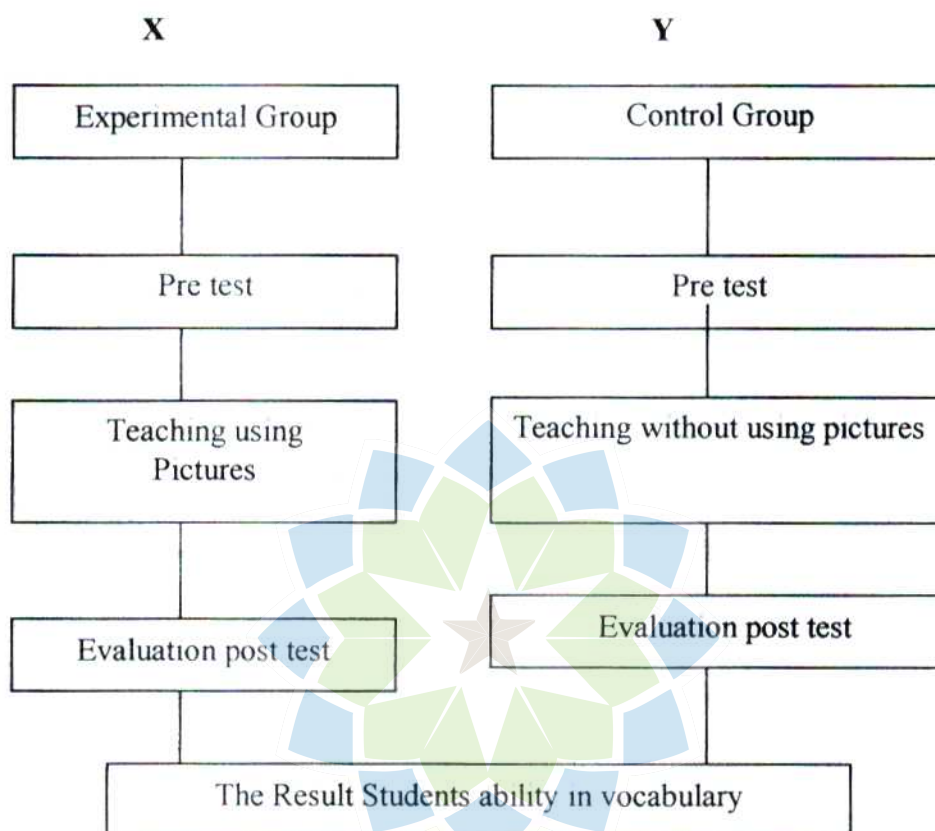 X
Y
Experimental Group
Control Group
Pre test
Pre test
Teaching using
Pictures
Teaching without using pictures
Evaluation post test
Evaluation post test
The Result Students ability in vocabulary